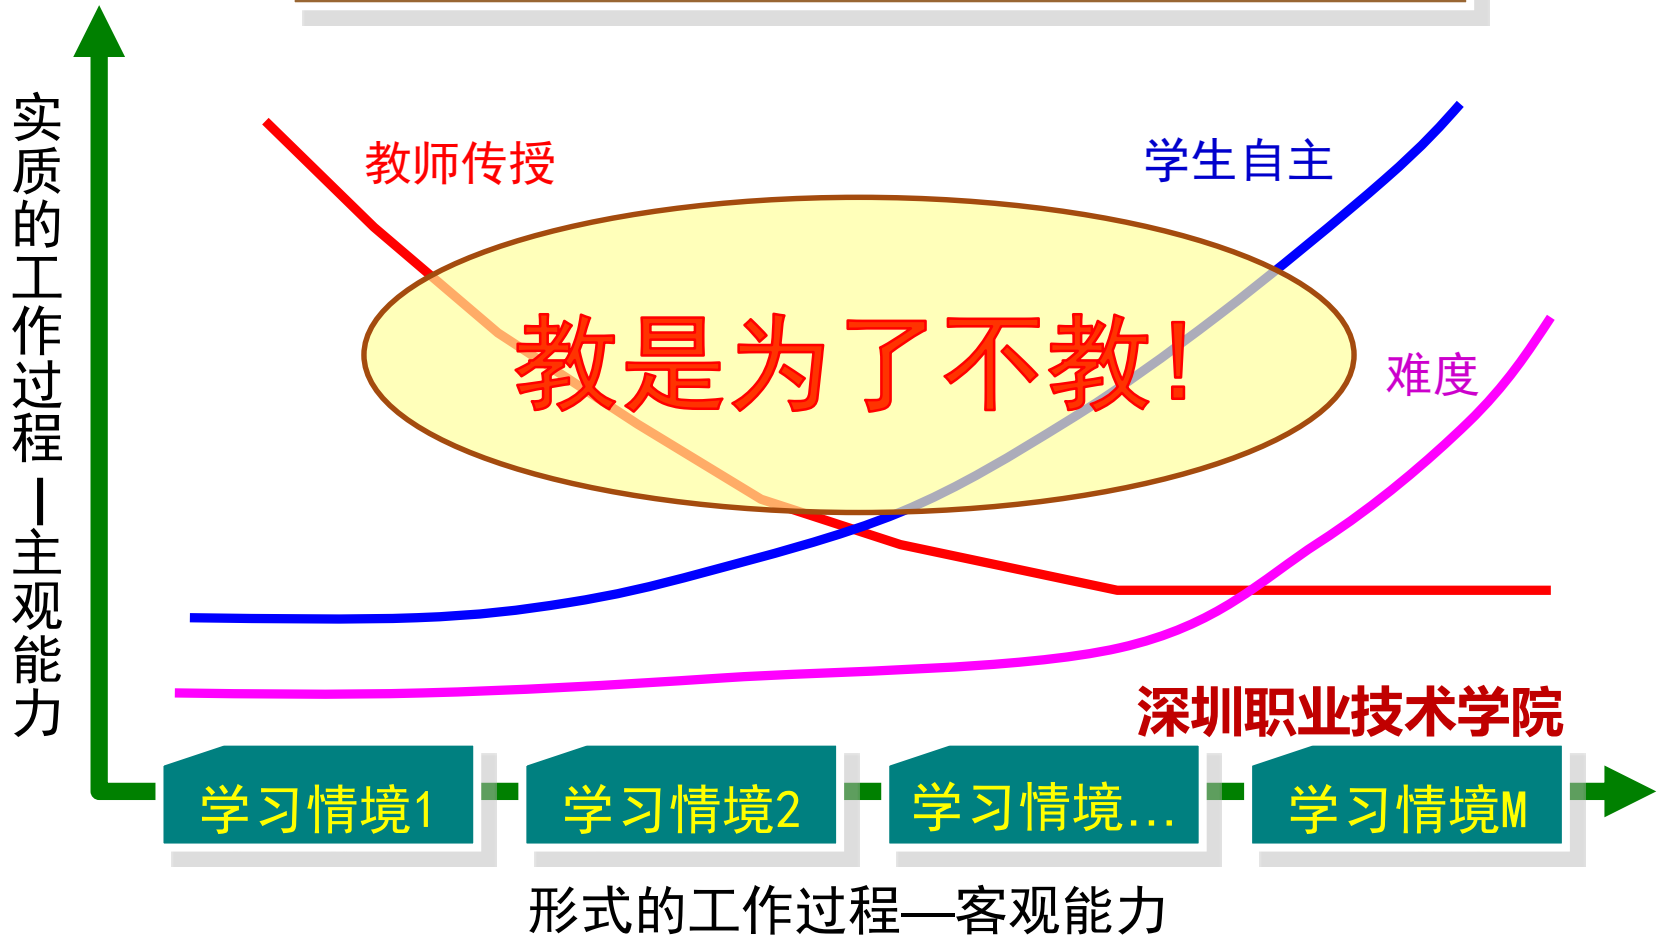 实质的工作过程—主观能力
教师传授
学生自主
教是为了不教！
难度
深圳职业技术学院
学习情境1
学习情境2
学习情境...
学习情境M
形式的工作过程—客观能力